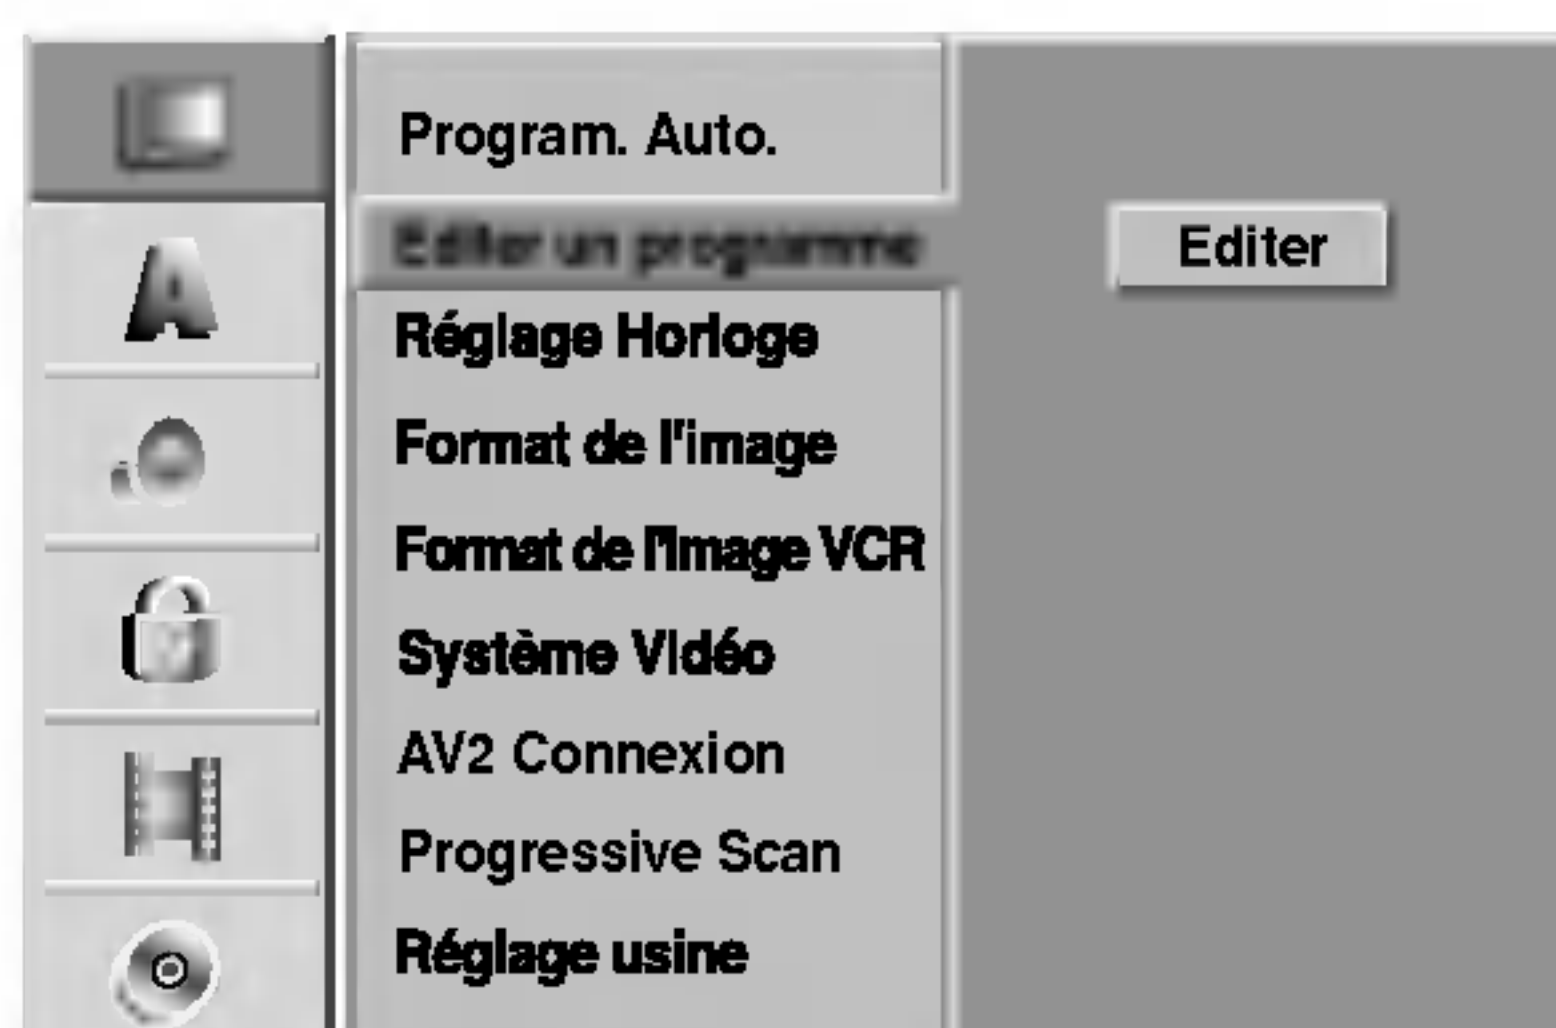 Program. Auto.
Editer un programme
Editer
Réglage Horloge
Format de l'image
Format de l'image VCR
Système Vidéo
AV2 Connexion
Progressive Scan
Réglage usine